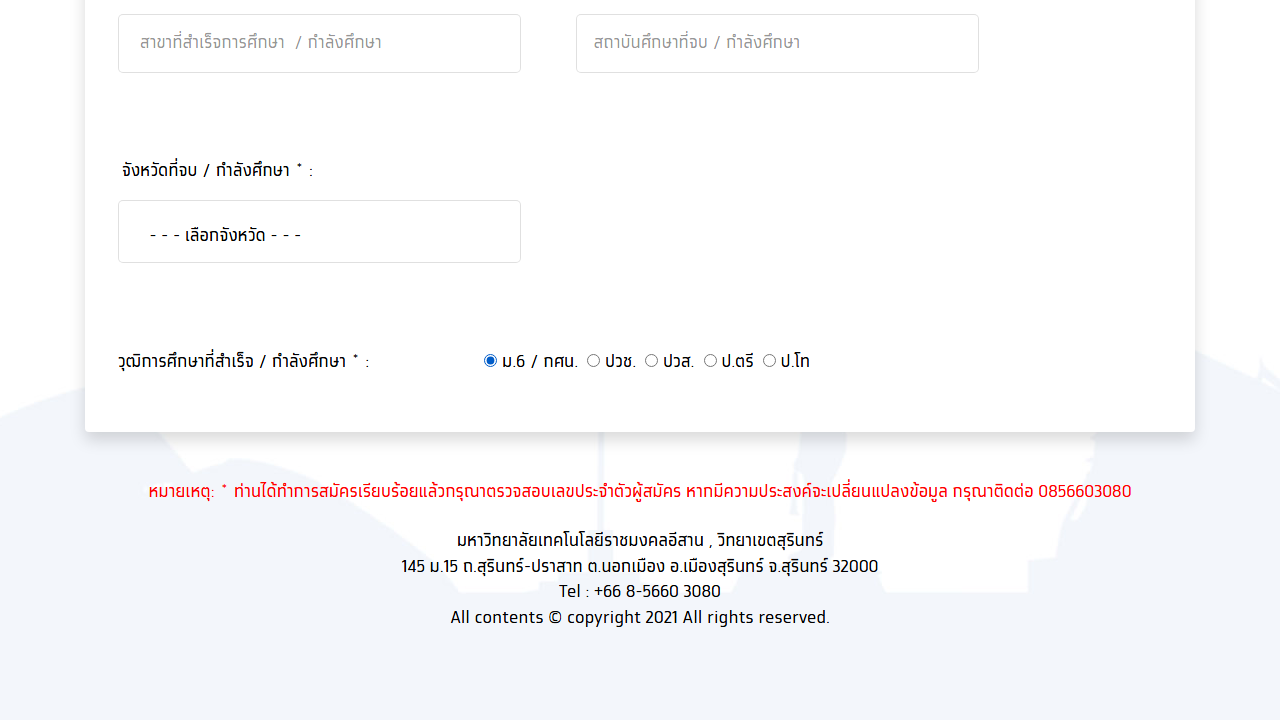 สาขาที่สำเร็จการศึกษา / กำลังศึกษา
สถาบันศึกษาที่จบ / กำลังศึกษา
จังหวัดที่จบ / กำลังศึกษา * :
- - - เลือกจังหวัด - - -
วุฒิการศึกษาที่สำเร็จ / กำลังศึกษา * : ม.6 / กศน. ปวช. ปวส. ป.ตรี ป.โท
หมายเหตุ: * ท่านได้ทำการสมัครเรียบร้อยแล้วกรุณาตรวจสอบเลขประจำตัวผู้สมัคร หากมีความประสงค์จะเปลี่ยนแปลงข้อมูล กรุณาติดต่อ 0856603080
มหาวิทยาลัยเทคโนโลยีราชมงคลอีสาน , วิทยาเขตสุรินทร์
145 ม.15 ถ.สุรินทร์-ปราสาท ต.นอกเมือง อ.เมืองสุรินทร์ จ.สุรินทร์ 32000
Tel : +66 8-5660 3080
All contents © copyright 2021 All rights reserved.